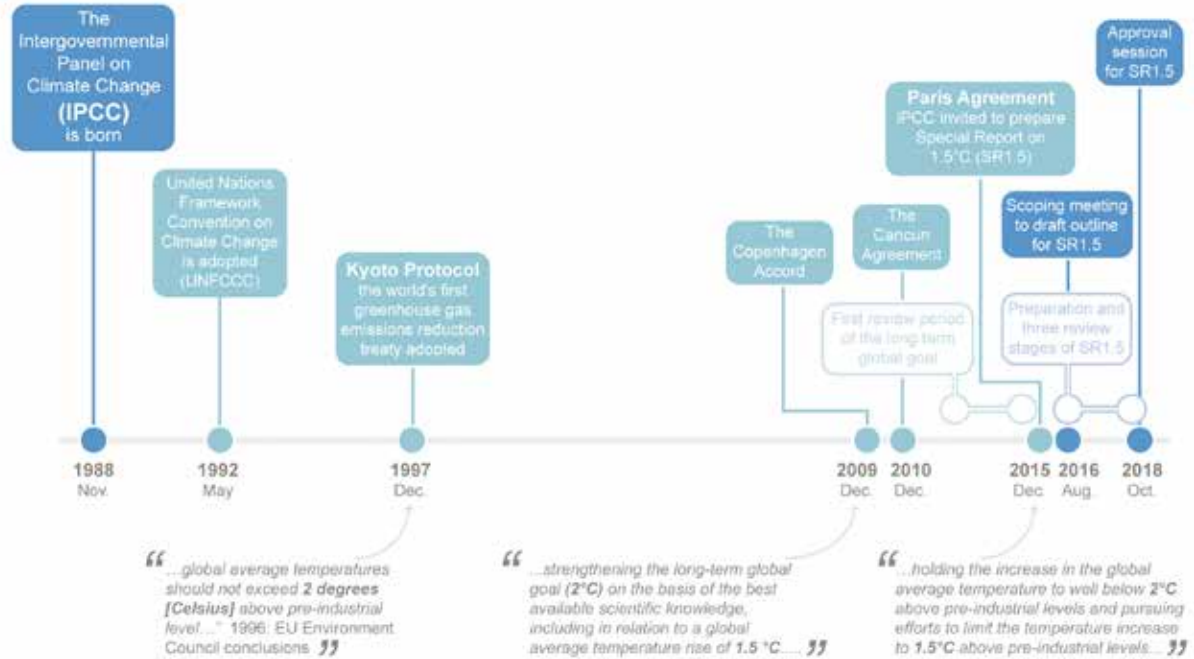 The
Intergovernmental
Panel on
Climate Change
(IPCC)
is born
United Nations
Framework
Convention on
Climate Change
is adopted
(UNFCCC)
Kyoto Protocol
the world's first
greenhouse gas
emissions reduction
treaty adopted
The
Copenhagen
Accord
The
Cancun
Agreement
First review period
of the long-term
global goal
Paris Agreement
IPCC invited to prepare
Special Report on
1.5°C (SR1.5)
Scoping meeting
to draft outline
for SR1.5
Preparation and
three review
stages of SR1.5
Approval
session
for SR1.5
1988
Nov.
1992
May
1997
Dec.
2009
Dec.
2010
Dec.
2015
Dec.
2016
Aug.
2018
Oct.
“ ...global average temperatures
should not exceed 2 degrees
[Celsius] above pre-industrial
level...” 1996: EU Environment
Council conclusions ”
“ ...strengthening the long-term global
goal (2°C) on the basis of the best
available scientific knowledge,
including in relation to a global
average temperature rise of 1.5 °C.... ”
“ ...holding the increase in the global
average temperature to well below 2°C
above pre-industrial levels and pursuing
efforts to limit the temperature increase
to 1.5°C above pre-industrial levels... ”